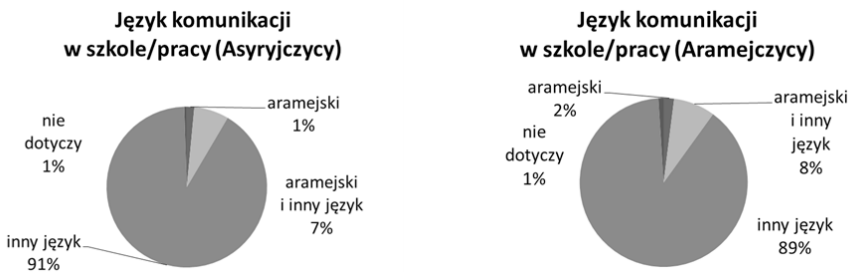 Język komunikacji
w szkole/pracy (Asyryjczycy)
aramejski
1%
nie
dotyczy
1%
aramejski
i inny język
7%
inny język
91%
Język komunikacji
w szkole/pracy (Aramejczycy)
aramejski
2%
aramejski
i inny
język
8%
nie
dotyczy
1%
inny język
89%